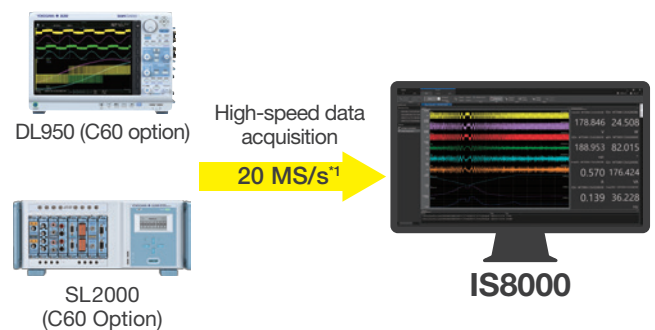 DL950 (C60 option)
High-speed data
acquisition
20 MS/s*1
178.846 24.508
188.953 82.015
0.570 176.424
0.139 36.228
IS8000
SL2000
(C60 Option)